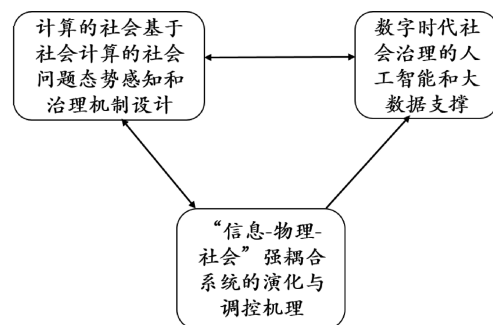 计算的社会基于
社会计算的社会
问题态势感知和
治理机制设计
数字时代社
会治理的人
工智能和大
数据支撑
“信息-物理-
社会”强耦合
系统的演化与
调控机理